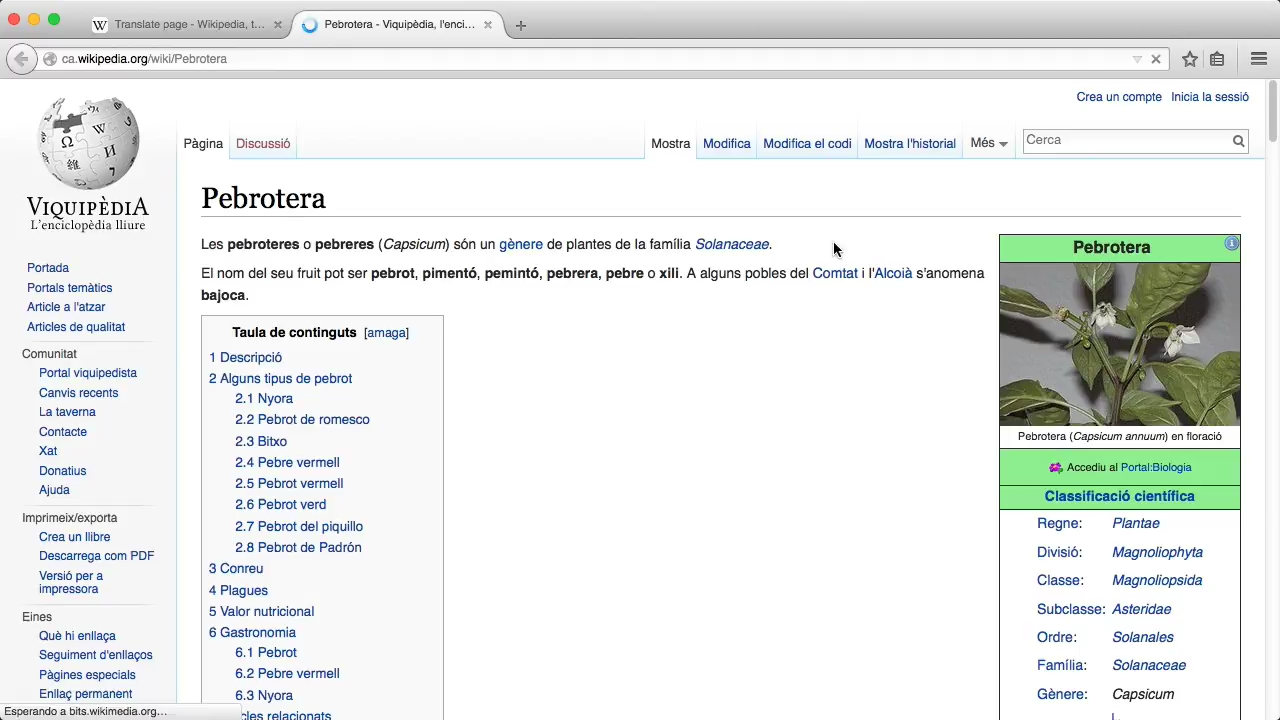 Translate page - Wikipedia, t...
Pebrotera - Viquipèdia, l'enci...
ca.wikipedia.org/wiki/Pebrotera
Crea un compte Inicia la sessió
Pàgina Discussió Mostra Modifica Modifica el codi Mostra l'historial Més Cerca
VIQUIPÈDIA
L'enciclopèdia lliure
Portada
Portals temàtics
Article a l'atzar
Articles de qualitat
Comunitat
Portal viquipedista
Canvis recents
La taverna
Contacte
Xat
Donatius
Ajuda
Imprimeix/exporta
Crea un llibre
Descarrega com PDF
Versió per a
impressora
Eines
Què hi enllaça
Seguiment d'enllaços
Pàgines especials
Enllaç permanent
Esperando a bits.wikimedia.org...
Pebrotera
Les pebroteres o pebreres (Capsicum) són un gènere de plantes de la família Solanaceae.
El nom del seu fruit pot ser pebrot, pimentó, pemintó, pebrera, pebre o xili. A alguns pobles del Comtat i l'Alcoià s'anomena
bajoca.
Taula de continguts [amaga]
1 Descripció
2 Alguns tipus de pebrot
2.1 Nyora
2.2 Pebrot de romesco
2.3 Bitxo
2.4 Pebre vermell
2.5 Pebrot vermell
2.6 Pebrot verd
2.7 Pebrot del piquillo
2.8 Pebrot de Padrón
3 Conreu
4 Plagues
5 Valor nutricional
6 Gastronomia
6.1 Pebrot
6.2 Pebre vermell
6.3 Nyora
relacionats
Pebrotera
Pebrotera (Capsicum annuum) en floració
Accediu al Portal:Biologia
Classificació científica
Regne: Plantae
Divisió: Magnoliophyta
Classe: Magnoliopsida
Subclasse: Asteridae
Ordre: Solanales
Família: Solanaceae
Gènere: Capsicum